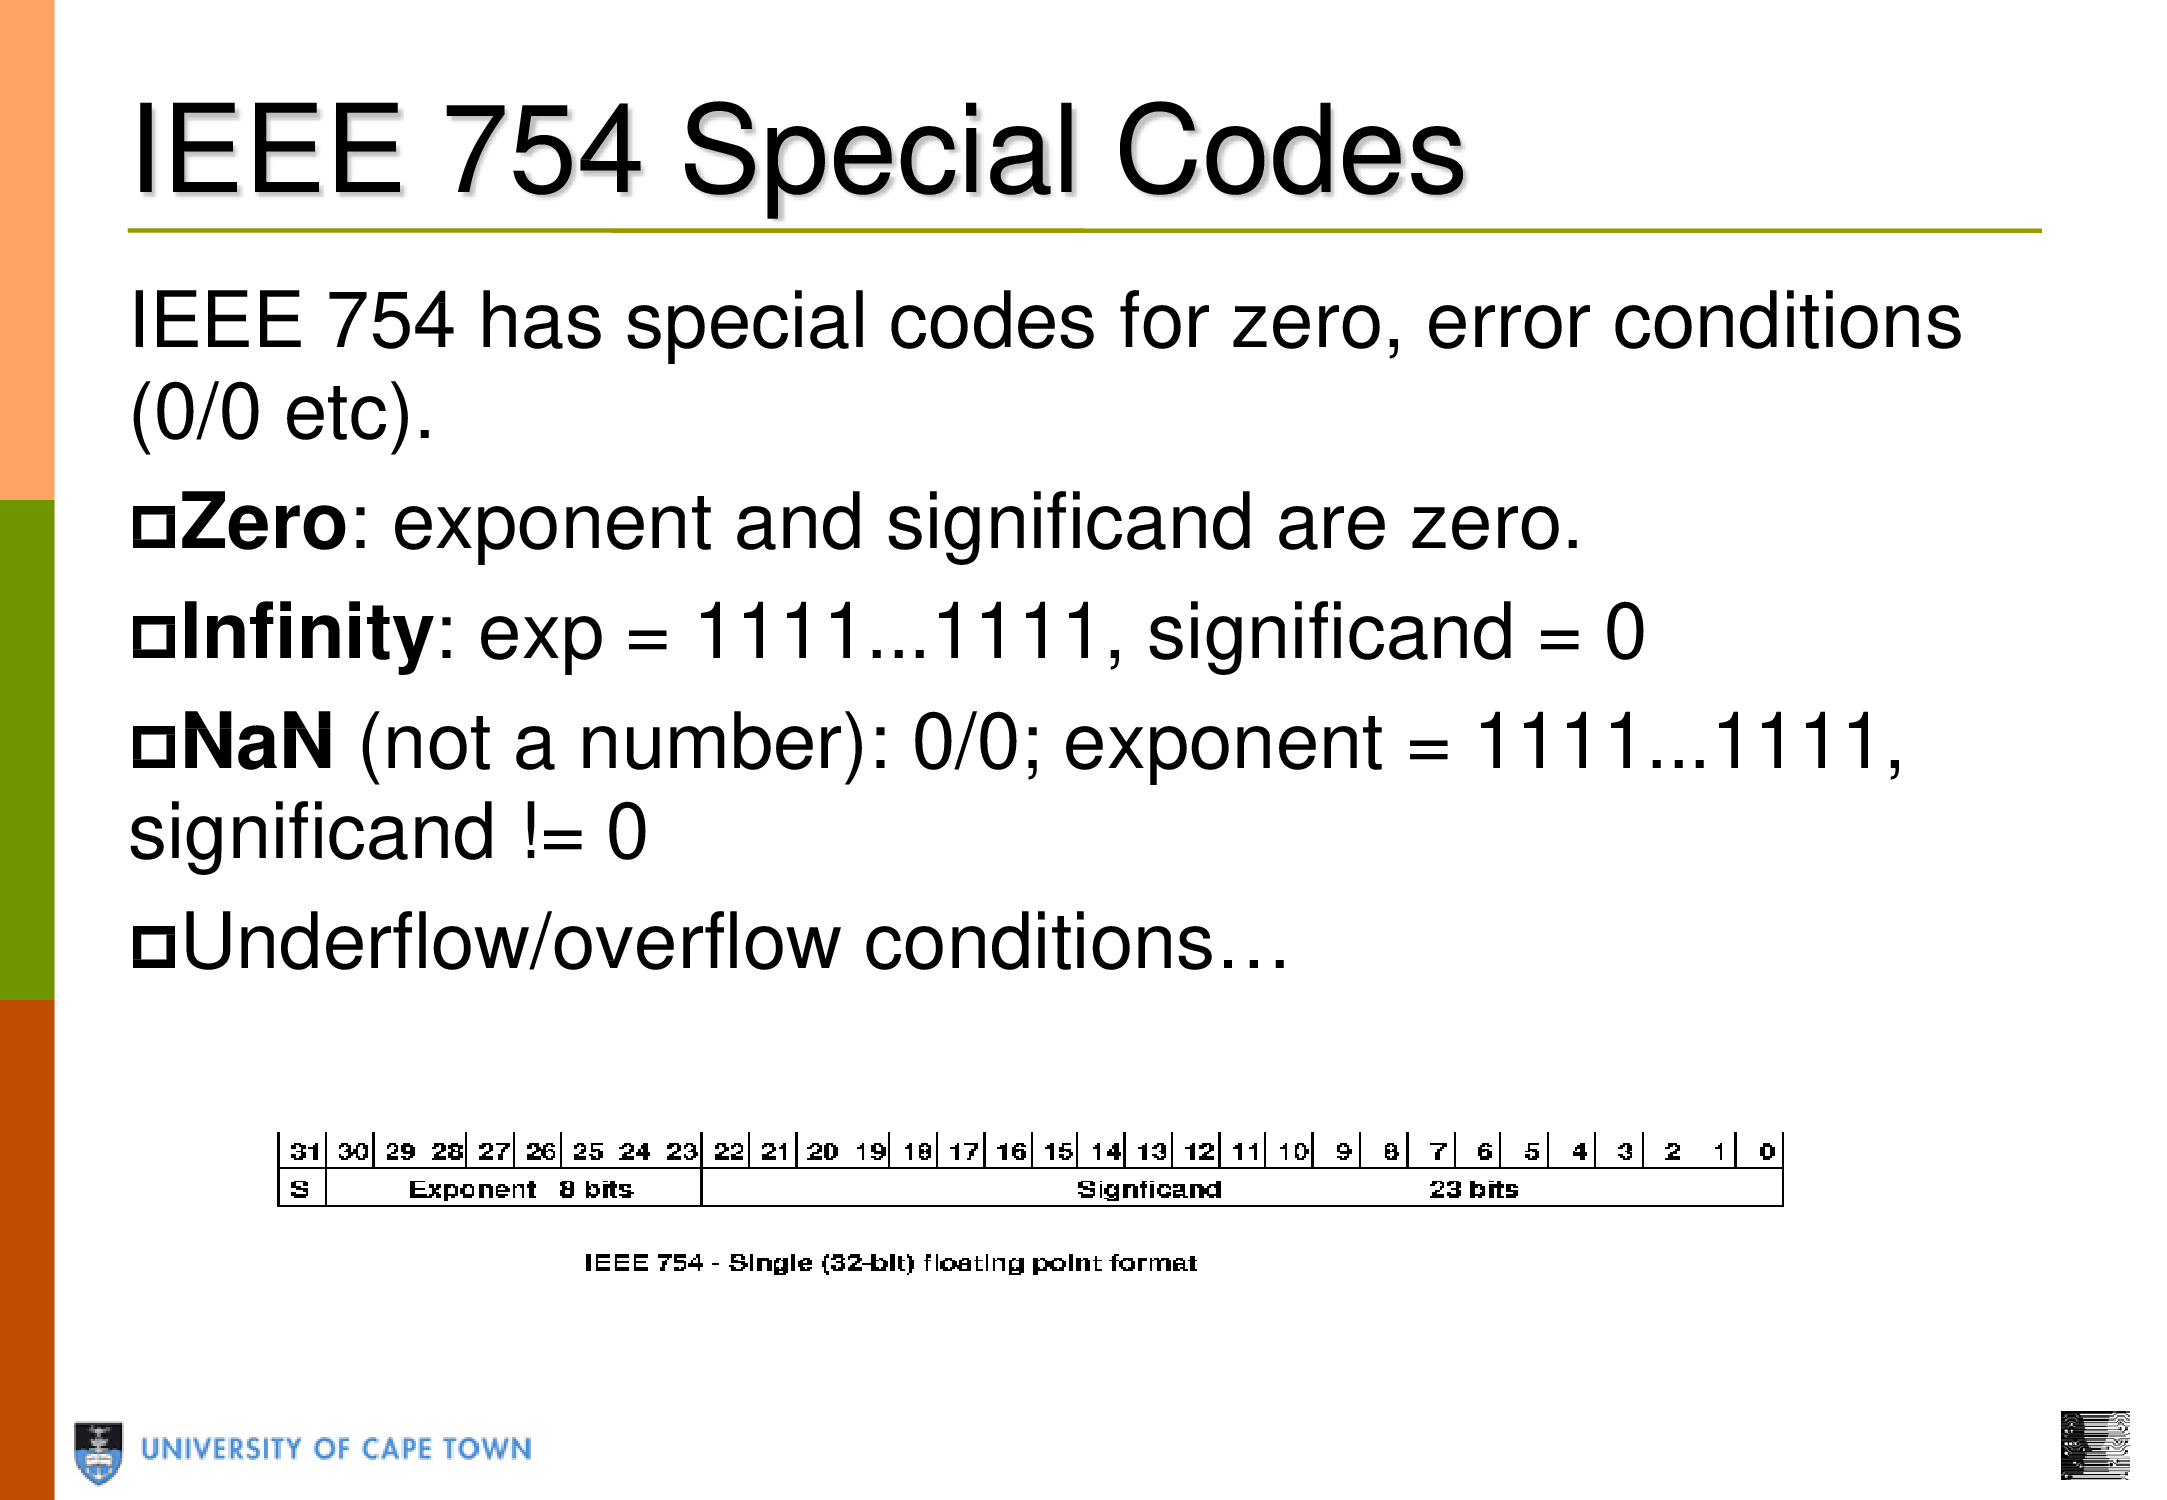 IEEE 754 Special Codes
IEEE 754 has special codes for zero, error conditions
(0/0 etc).
Zero: exponent and significand are zero.
Infinity: exp = 1111...1111, significand = 0
NaN (not a number): 0/0; exponent = 1111...1111,
significand != 0
Underflow/overflow conditions…
31 30 29 28 27 26 25 24 23 22 21 20 19 18 17 16 15 14 13 12 11 10 9 8 7 6 5 4 3 2 1 0
S Exponent 8 bits Signficand 23 bits
IEEE 754 - Single (32-bit) floating point format
UNIVERSITY OF CAPE TOWN